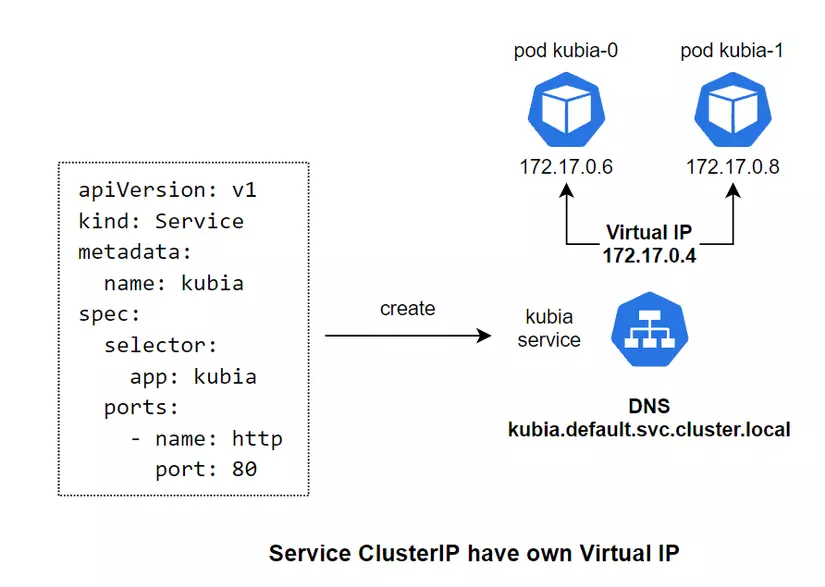 pod kubia-0
pod kubia-1
172.17.0.6
172.17.0.8
Virtual IP
172.17.0.4
apiVersion: v1
kind: Service
metadata:
  name: kubia
spec:
  selector:
    app: kubia
  ports:
    - name: http
      port: 80
create
kubia
service
DNS
kubia.default.svc.cluster.local
Service ClusterIP have own Virtual IP